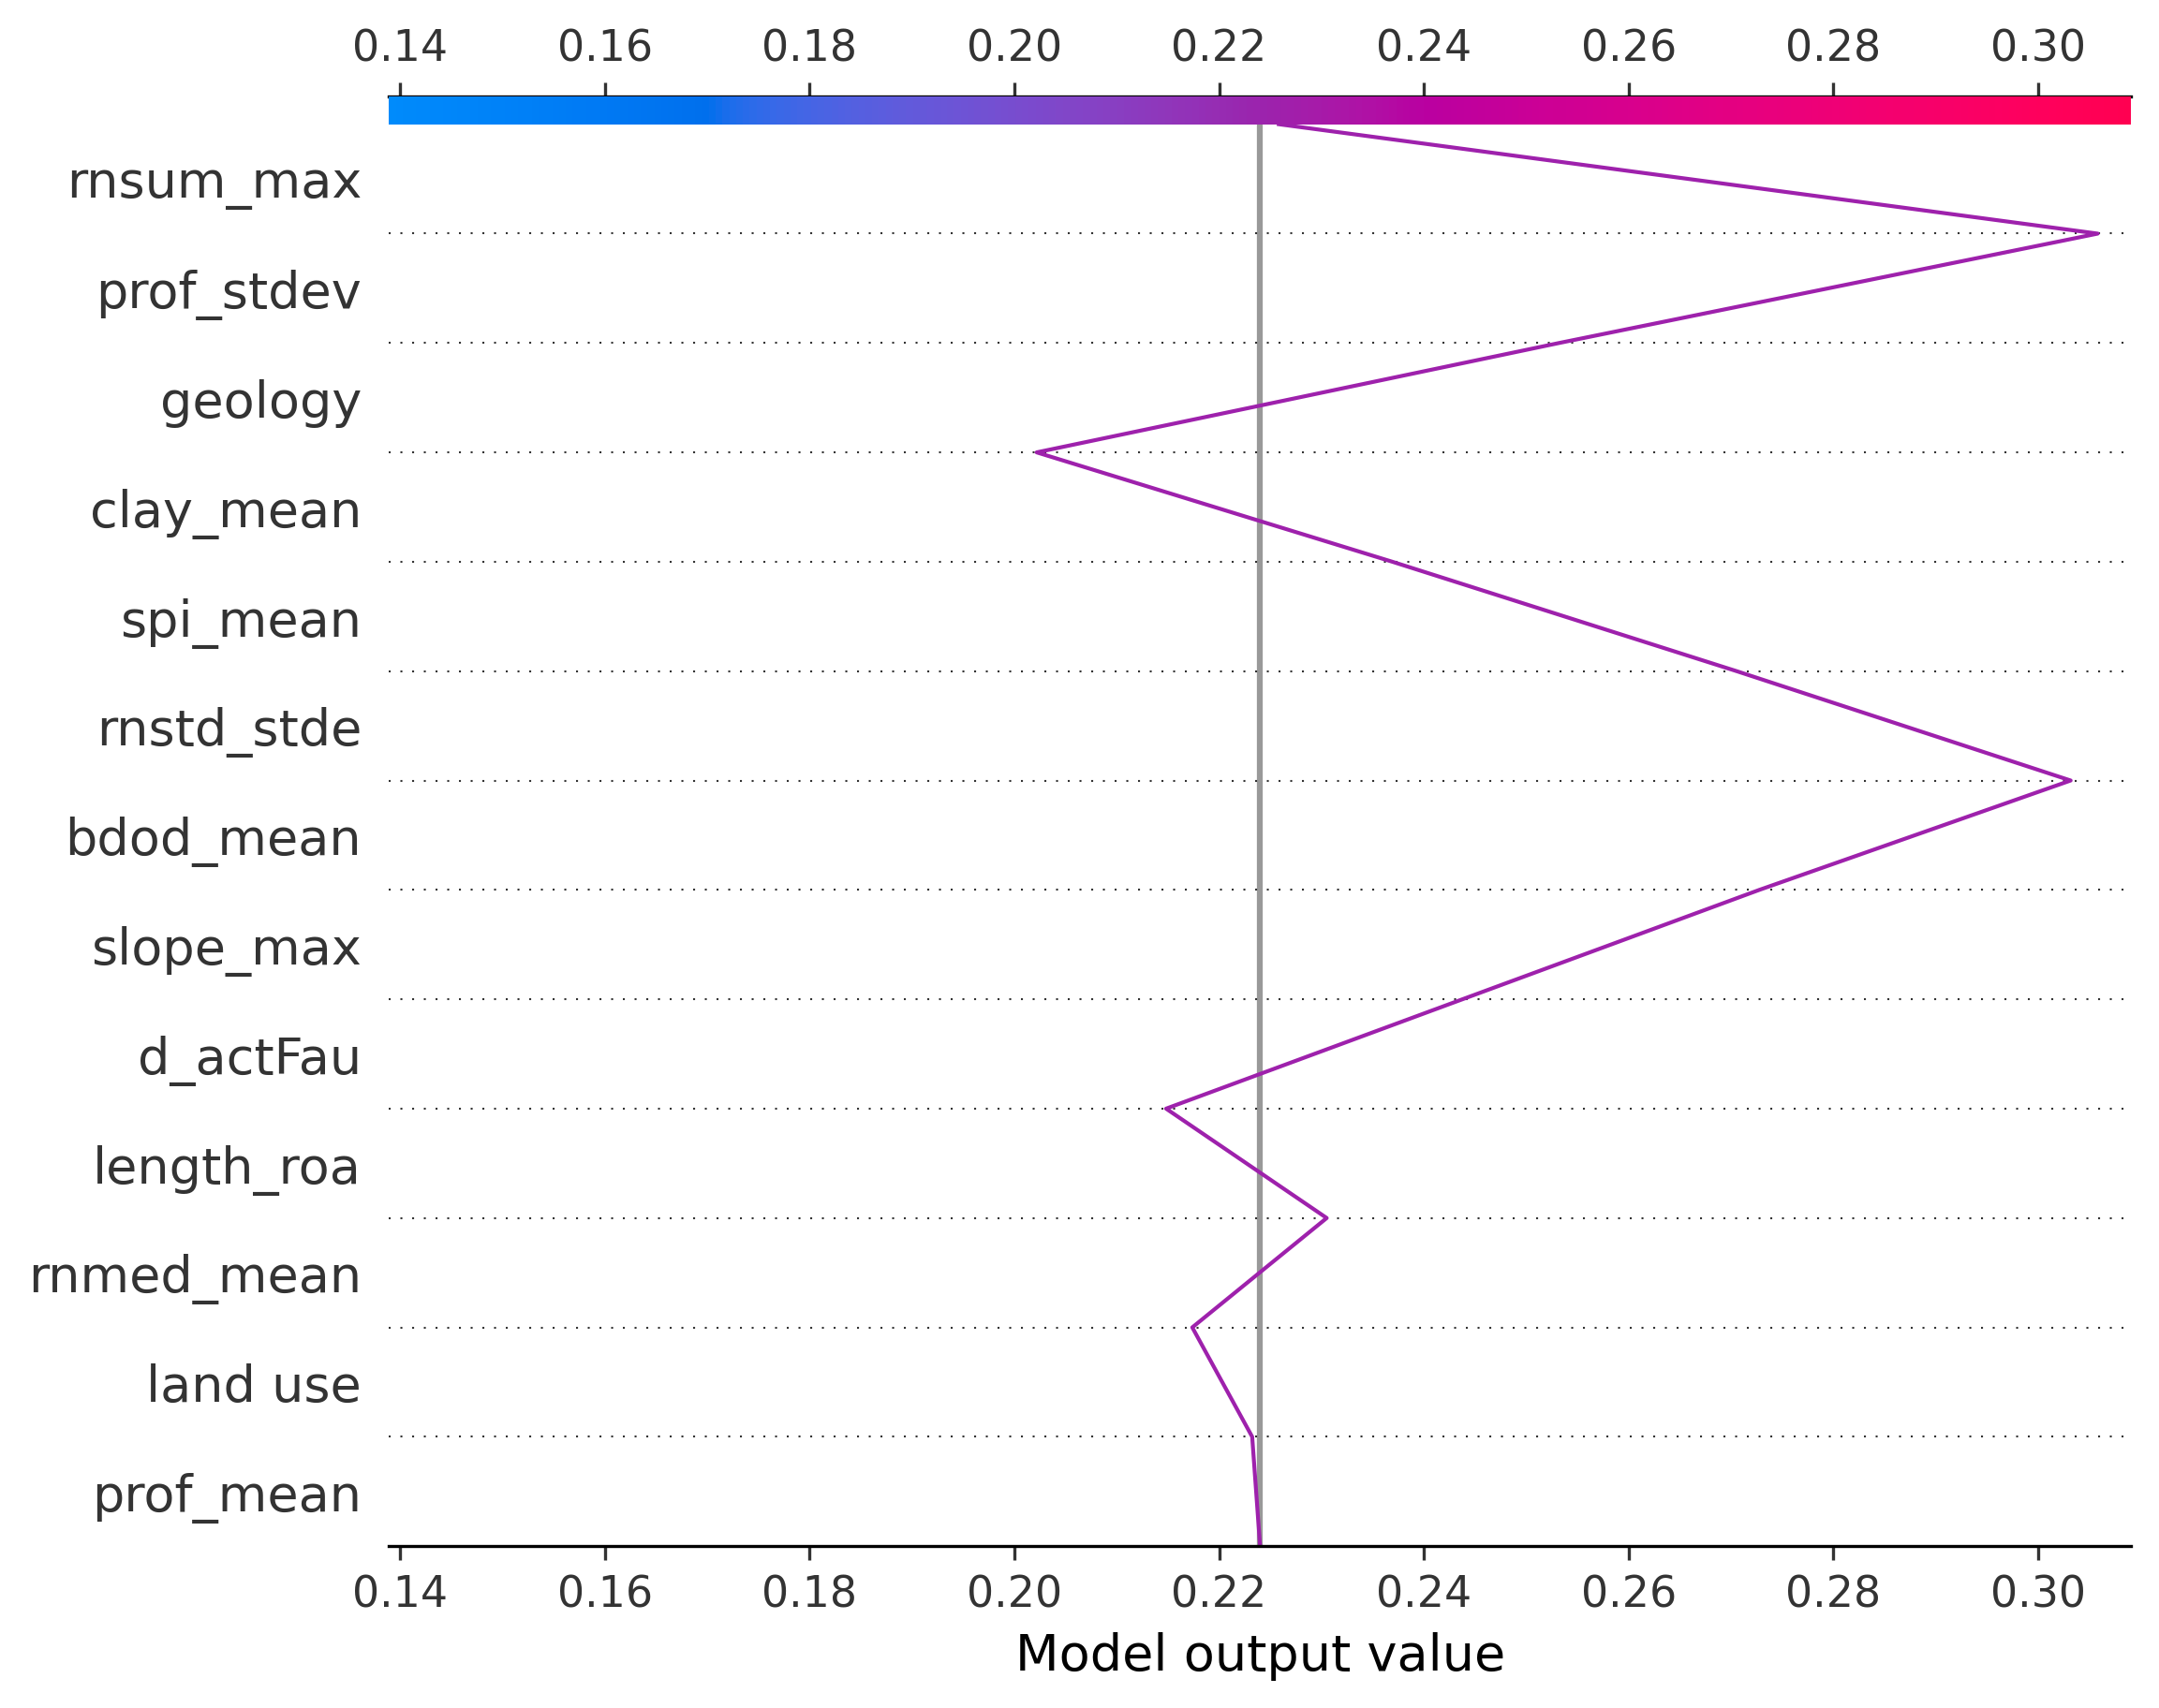 0.14 0.16 0.18 0.20 0.22 0.24 0.26 0.28 0.30
rnsum_max
prof_stdev
geology
clay_mean
spi_mean
rnstd_stde
bdod_mean
slope_max
d_actFau
length_roa
rnmed_mean
land use
prof_mean
0.14 0.16 0.18 0.20 0.22 0.24 0.26 0.28 0.30
Model output value